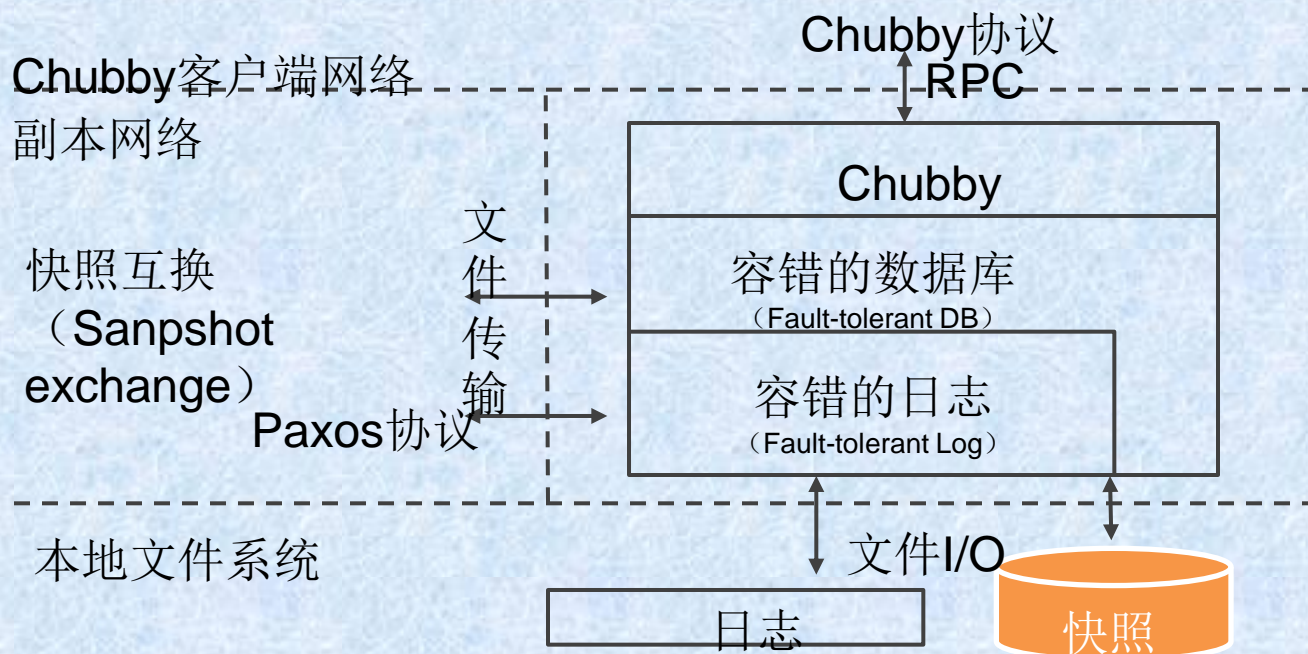 Chubby协议
RPC
Chubby客户端网络
副本网络
Chubby
文件传输
快照互换
（Sanpshot
exchange）
容错的数据库
（Fault-tolerant DB）
Paxos协议
容错的日志
（Fault-tolerant Log）
本地文件系统
文件I/O
日志
快照